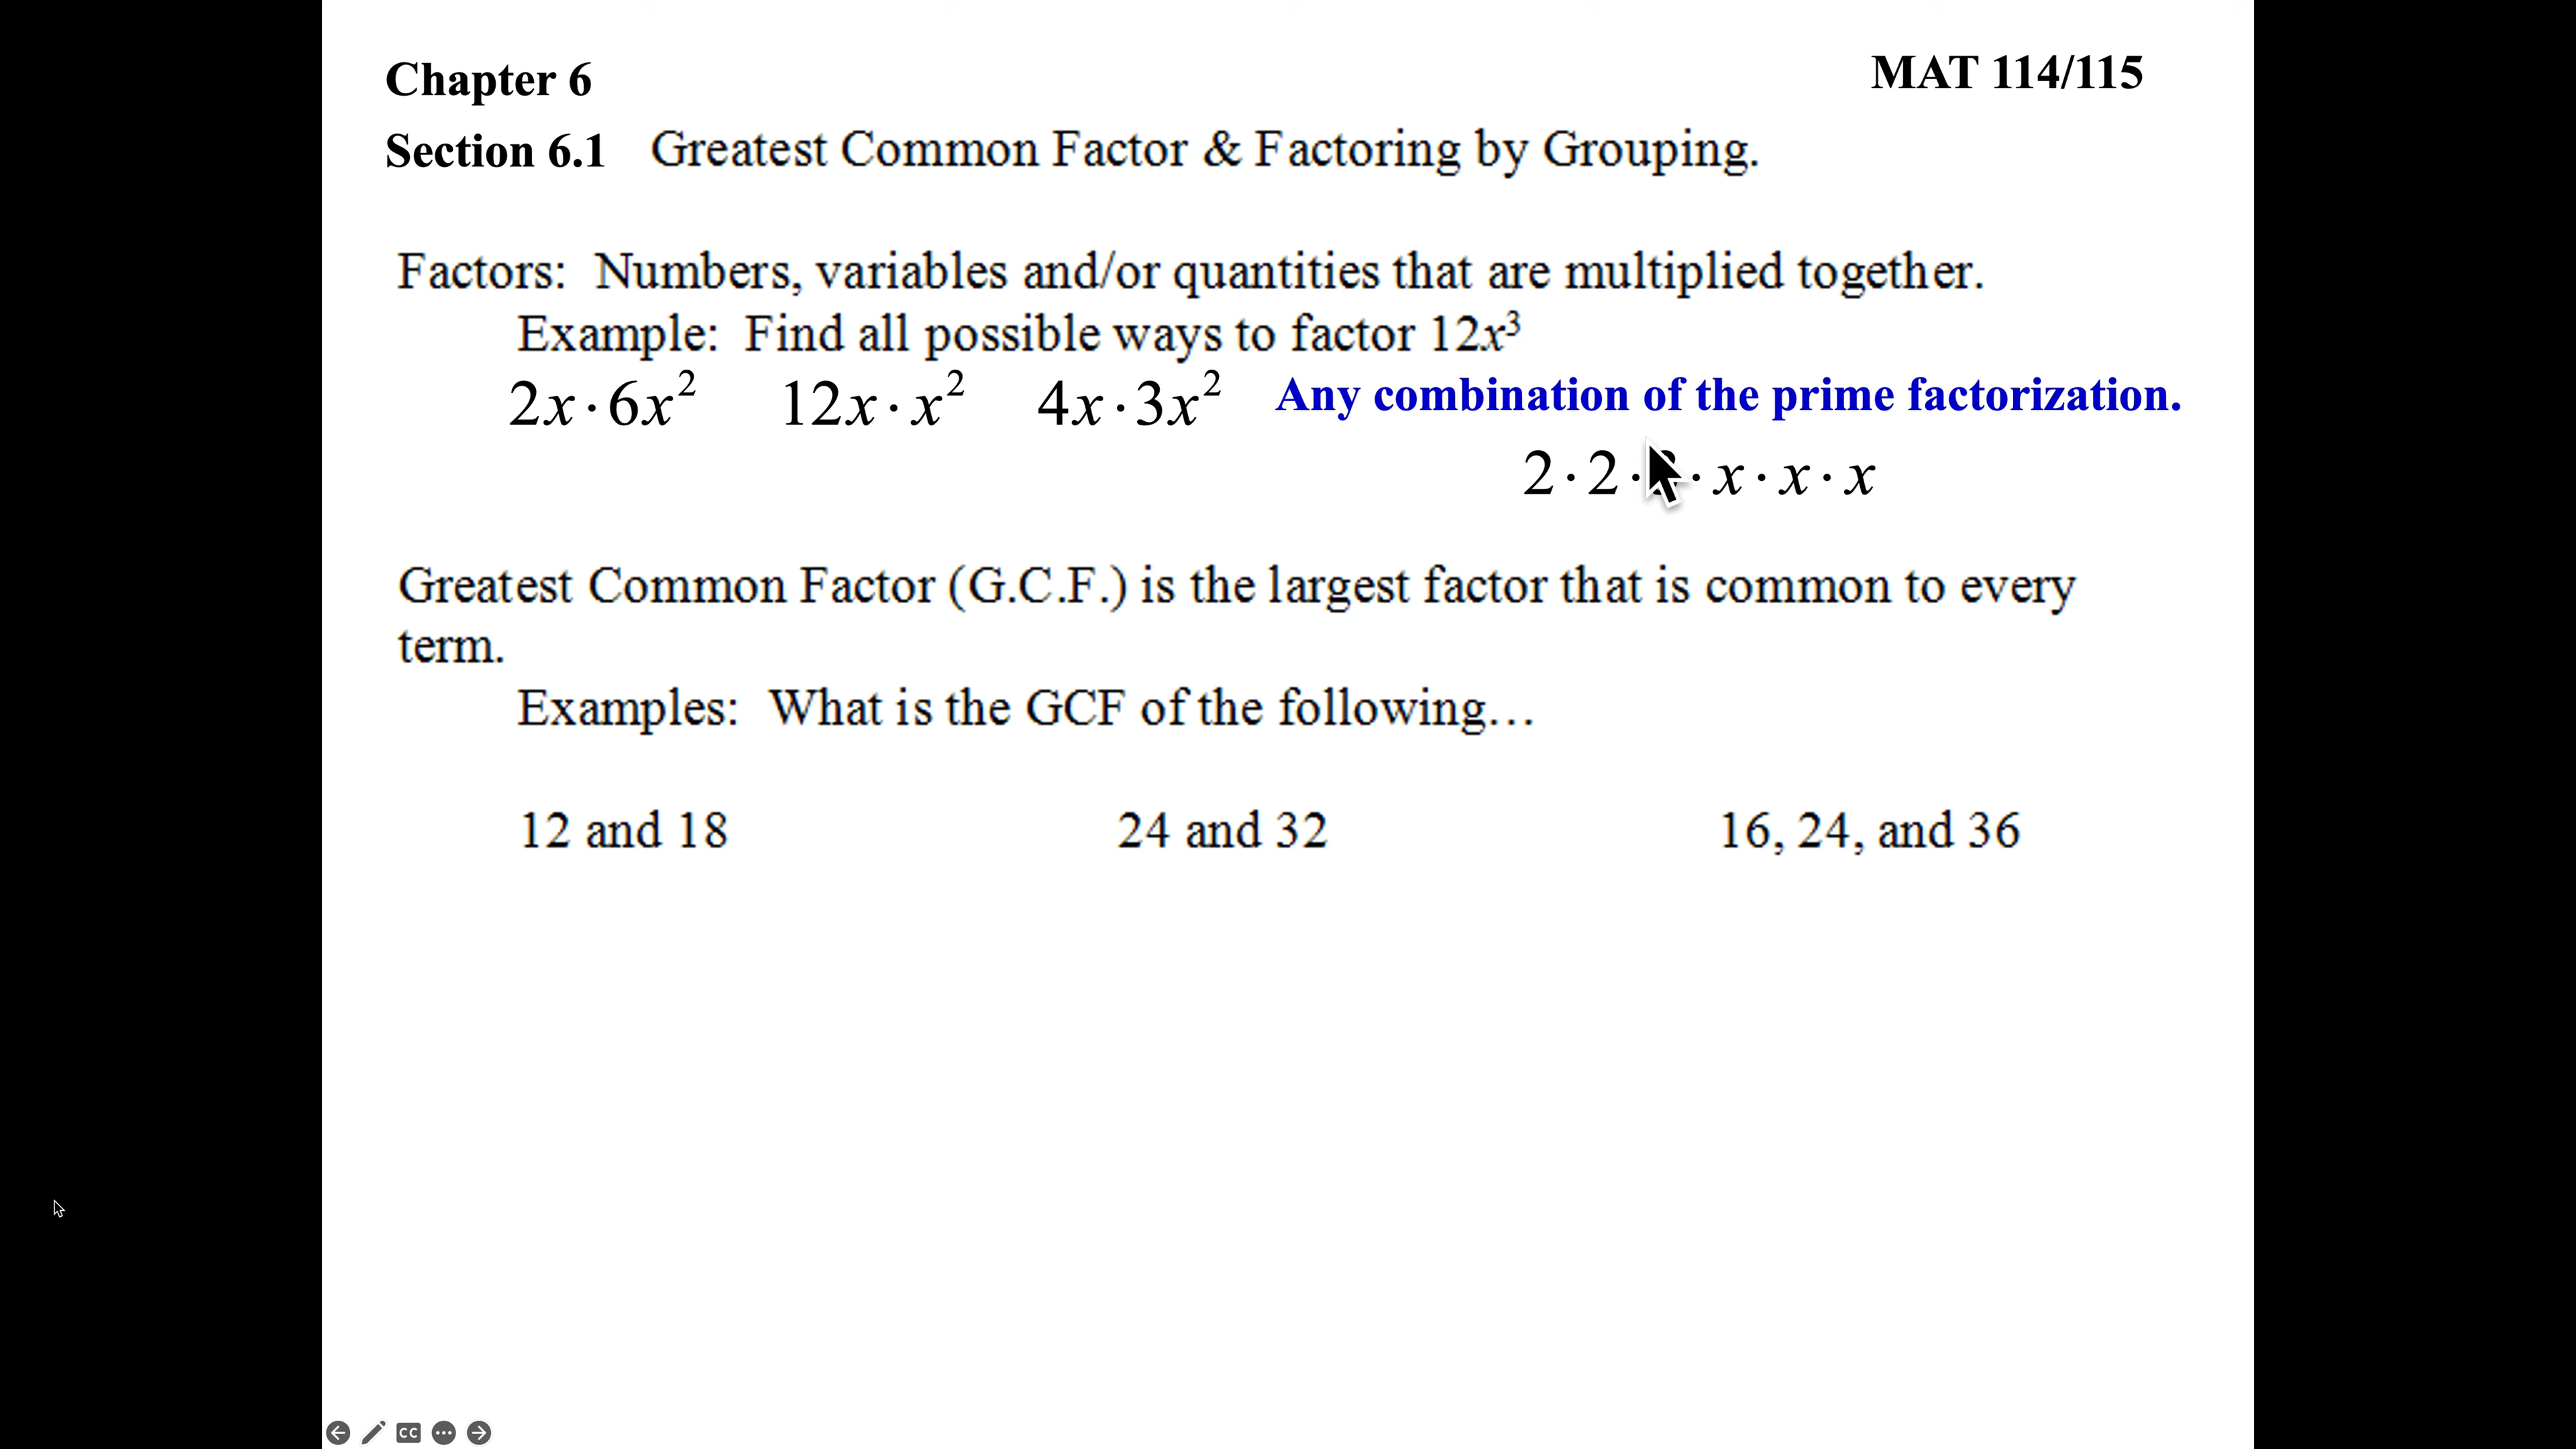 Chapter 6
MAT 114/115
Section 6.1 Greatest Common Factor & Factoring by Grouping.
Factors: Numbers, variables and/or quantities that are multiplied together.
Example: Find all possible ways to factor 12x³
2x · 6x² 12x · x² 4x · 3x² Any combination of the prime factorization.
2 · 2 · · x · x · x
Greatest Common Factor (G.C.F.) is the largest factor that is common to every
term.
Examples: What is the GCF of the following…
12 and 18 24 and 32 16, 24, and 36
CC